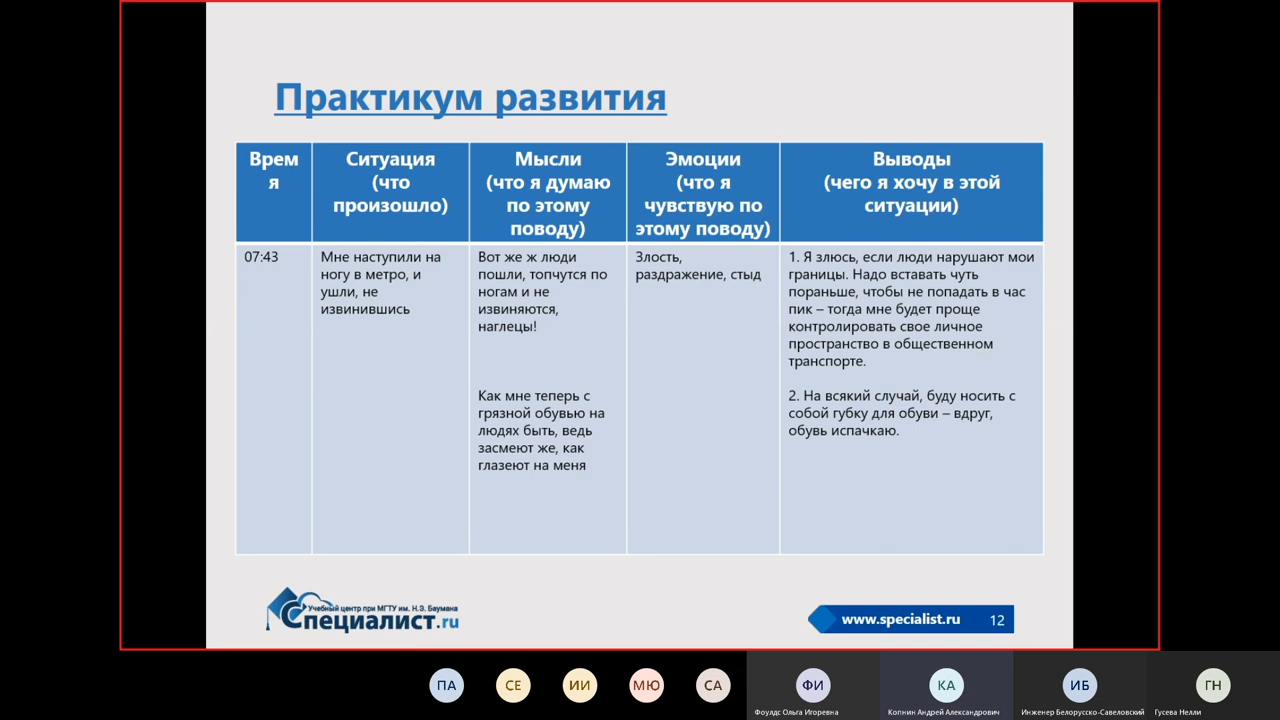 Практикум развития
Врем
я
Ситуация
(что
произошло)
Мысли
(что я думаю
по этому
поводу)
Эмоции
(что я
чувствую по
этому поводу)
Выводы
(чего я хочу в этой
ситуации)
07:43
Мне наступили на
ногу в метро, и
ушли, не
извинившись
Вот же ж люди
пошли, топчутся по
ногам и не
извиняются,
наглецы!
Как мне теперь с
грязной обувью на
людях быть, ведь
засмеют же, как
глазеют на меня
Злость,
раздражение, стыд
1. Я злюсь, если люди нарушают мои
границы. Надо вставать чуть
пораньше, чтобы не попадать в час
пик – тогда мне будет проще
контролировать свое личное
пространство в общественном
транспорте.
2. На всякий случай, буду носить с
собой губку для обуви – вдруг,
обувь испачкаю.
Учебный центр при МГТУ им. Н.Э. Баумана
Специалист.ru
www.specialist.ru
12
ПА
СЕ
ИИ
МЮ
СА
ФИ
КА
ИБ
ГН
Фоулдс Ольга Игоревна
Копнин Андрей Александрович
Инженер Белорусско-Савеловский
Гусева Нелли